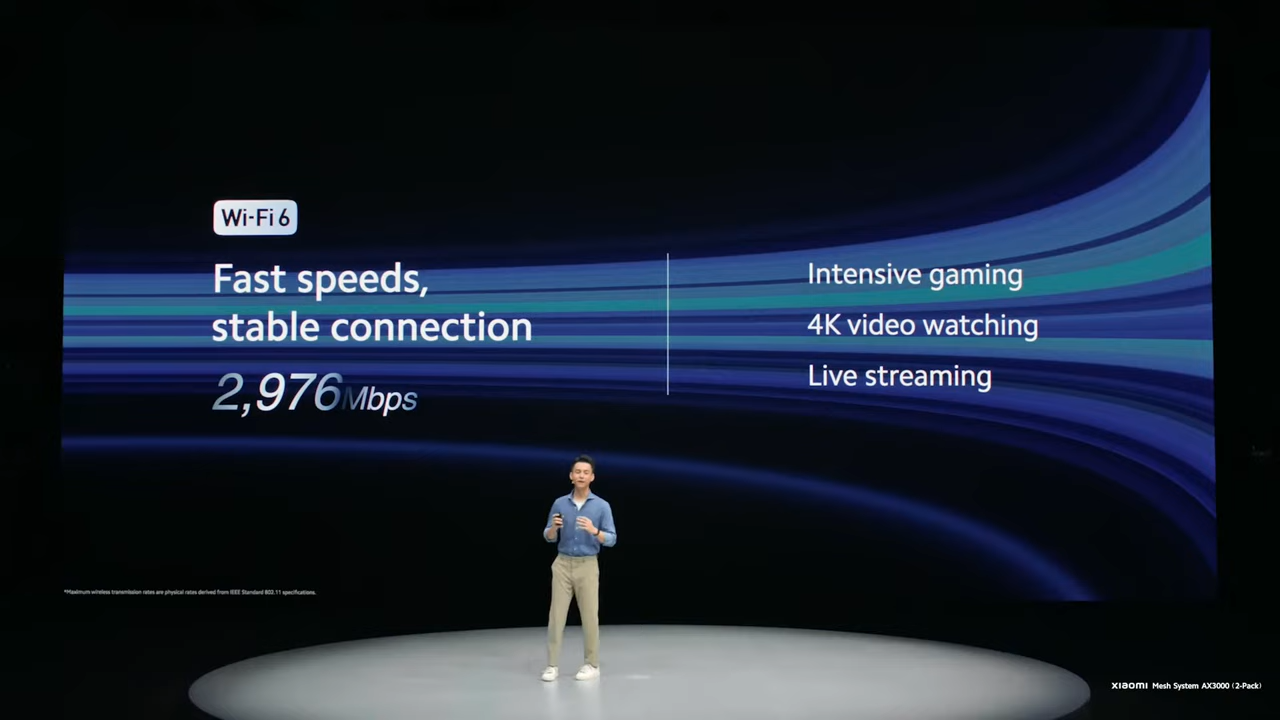 Wi-Fi 6
Fast speeds,
stable connection
2,976Mbps
Intensive gaming
4K video watching
Live streaming
*Maximum wireless transmission rates are physical rates derived from IEEE Standard 802.11 specifications.
xiaomi Mesh System AX3000 (2-Pack)